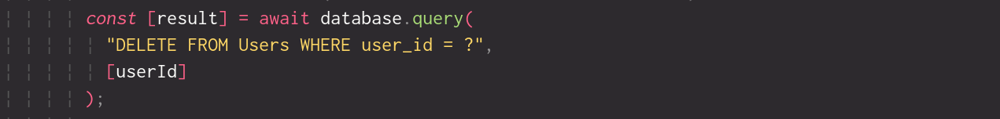 const [result] = await database.query(
"DELETE FROM Users WHERE user_id = ?",
[userId]
);